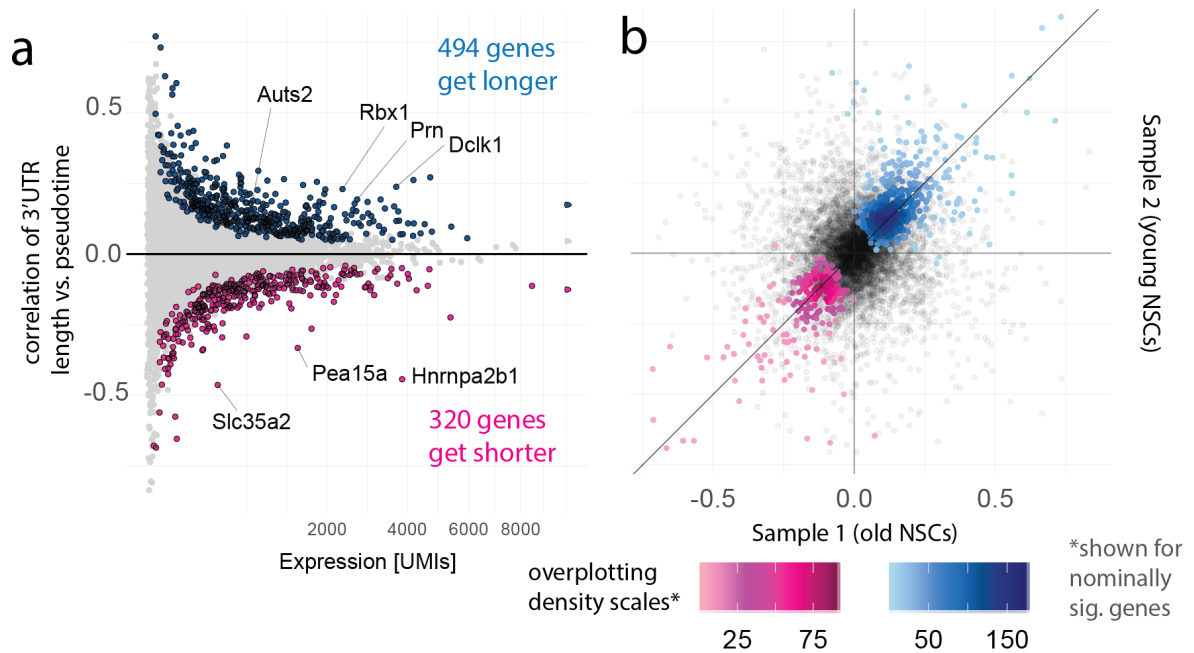 a
494 genes
get longer
Auts2
Rbx1
Prn
Dclk1
0.5
0.0
-0.5
correlation of 3'UTR
length vs. pseudotime
Pea15a
Hnrnpa2b1
Slc35a2
320 genes
get shorter
2000
4000
6000
8000
Expression [UMIs]
b
Sample 2 (young NSCs)
-0.5
0.0
0.5
Sample 1 (old NSCs)
overplotting
density scales*
25
75
50
150
*shown for
nominally
sig. genes